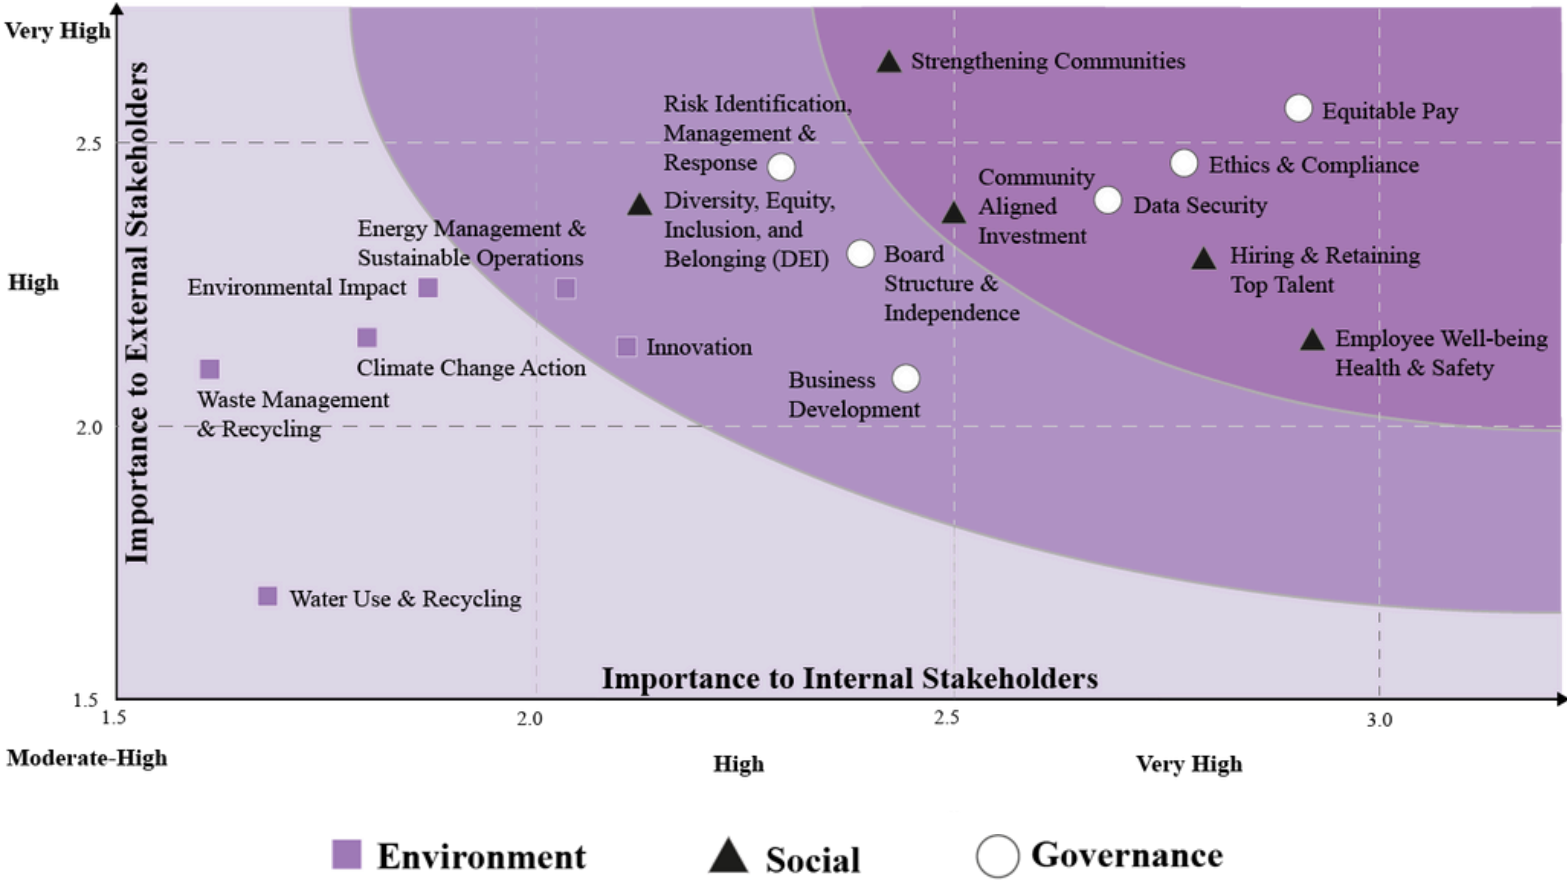 Very High
Strengthening Communities
Risk Identification,
Management &
Response
Equitable Pay
2.5
Ethics & Compliance
Community
Aligned
Investment
Data Security
Diversity, Equity,
Inclusion, and
Belonging (DEI)
Energy Management &
Sustainable Operations
Board
Structure &
Independence
Hiring & Retaining
Top Talent
High
Environmental Impact
Innovation
Employee Well-being
Health & Safety
Climate Change Action
Business
Development
Waste Management
& Recycling
2.0
Importance to External Stakeholders
Water Use & Recycling
Importance to Internal Stakeholders
1.5
1.5
2.0
2.5
3.0
Moderate-High
High
Very High
Environment
Social
Governance